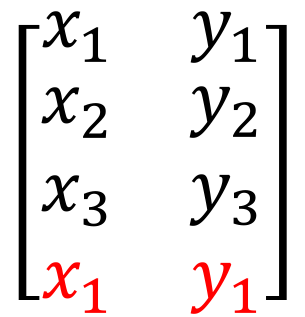 x₁ y₁
x₂ y₂
x₃ y₃
x₁ y₁